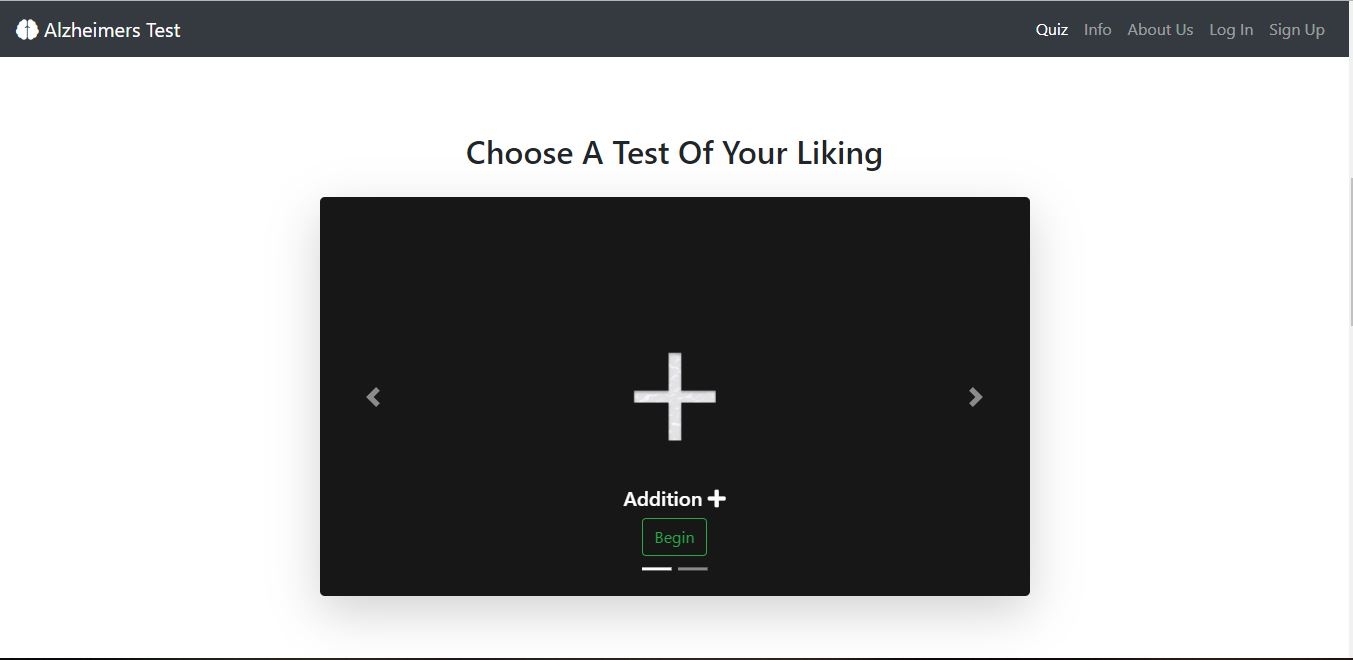 Alzheimers Test
Quiz Info About Us Log In Sign Up
Choose A Test Of Your Liking
Addition
Begin